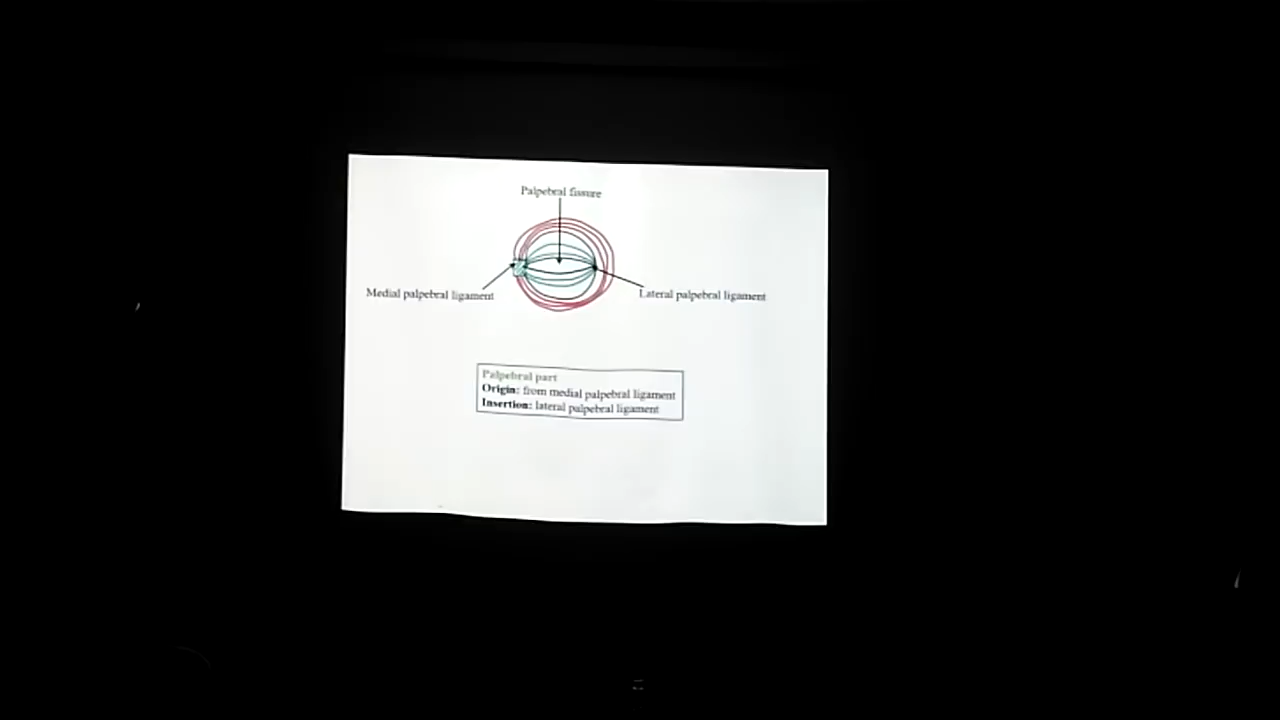 Palpebral fissure
Medial palpebral ligament
Lateral palpebral ligament
Palpebral part
Origin: from medial palpebral ligament
Insertion: lateral palpebral ligament